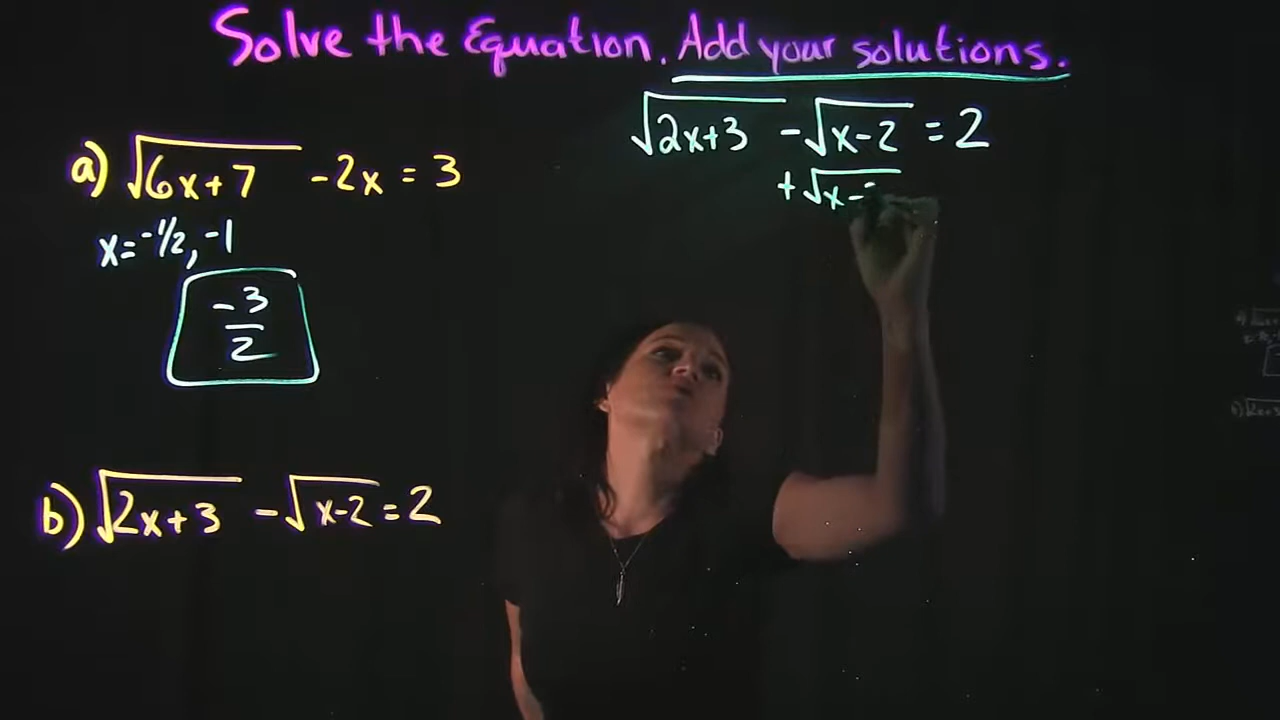 Solve the Equation. Add your solutions.
a) √6x+7 - 2x = 3
x = -1/2, -1
-3/2
b) √2x+3 - √x-2 = 2
√2x+3 - √x-2 = 2
+ √x-